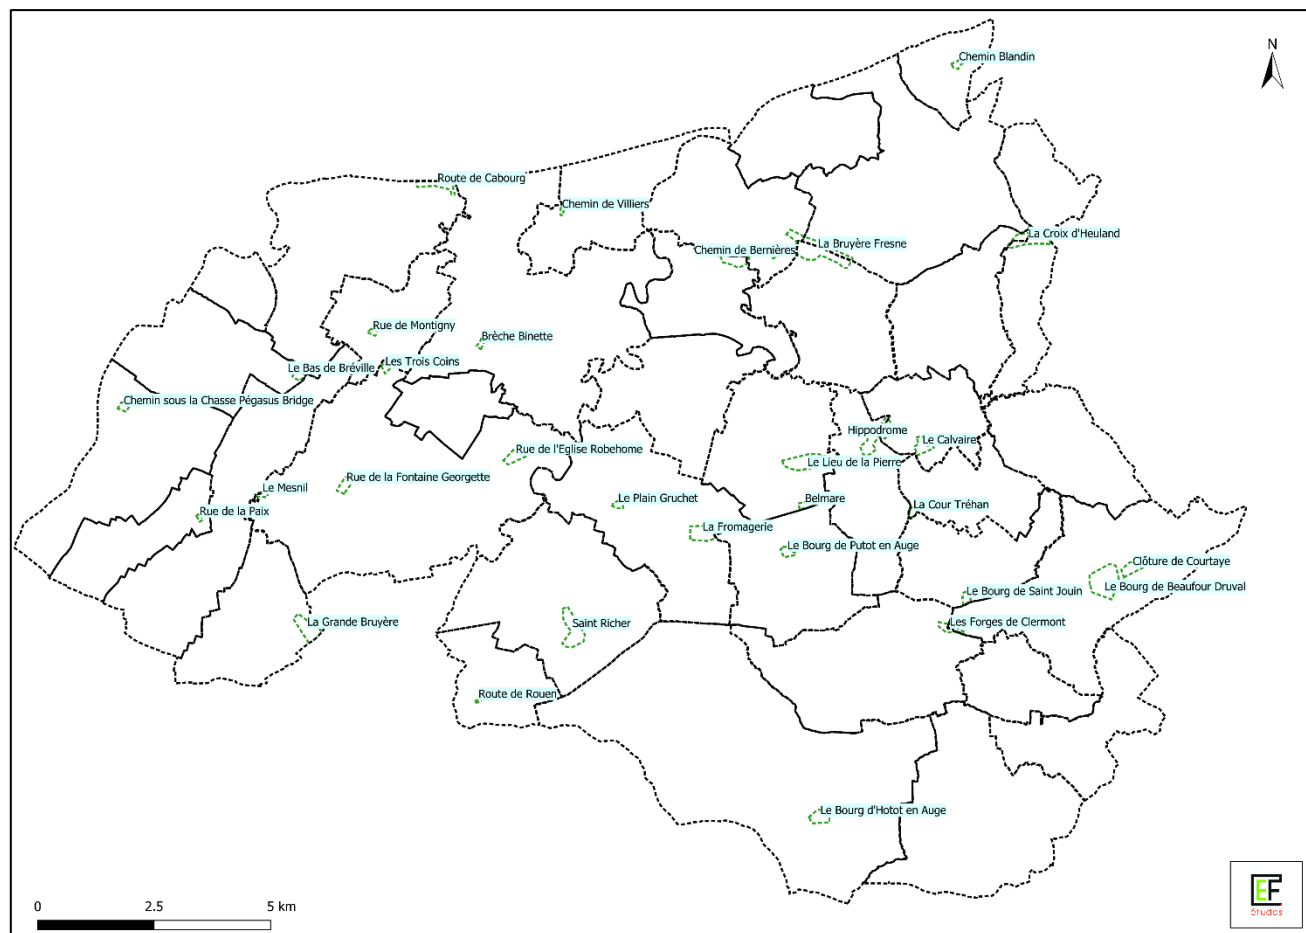 Chemin Blandin
N
Route de Cabourg
Chemin de Villiers
La Croix d'Heuland
La Bruyère Fresne
Chemin de Bernières
Rue de Montigny
Brèche Binette
Les Trois Coins
Le Bas de Bréville
Chemin sous la Chasse Pégasus Bridge
Hippodrome
Le Calvaire
Rue de l'Eglise Robehome
Le Lieu de la Pierre
Rue de la Fontaine Georgette
Le Mesnil
Le Plain Gruchet
Belmare
La Cour Tréhan
Rue de la Paix
La Fromagerie
Le Bourg de Putot en Auge
Clôture de Courtaye
Le Bourg de Beaufour Druval
Le Bourg de Saint Jouin
La Grande Bruyère
Saint Richer
Les Forges de Clermont
Route de Rouen
Le Bourg d'Hotot en Auge
0 2.5 5 km
EF
études